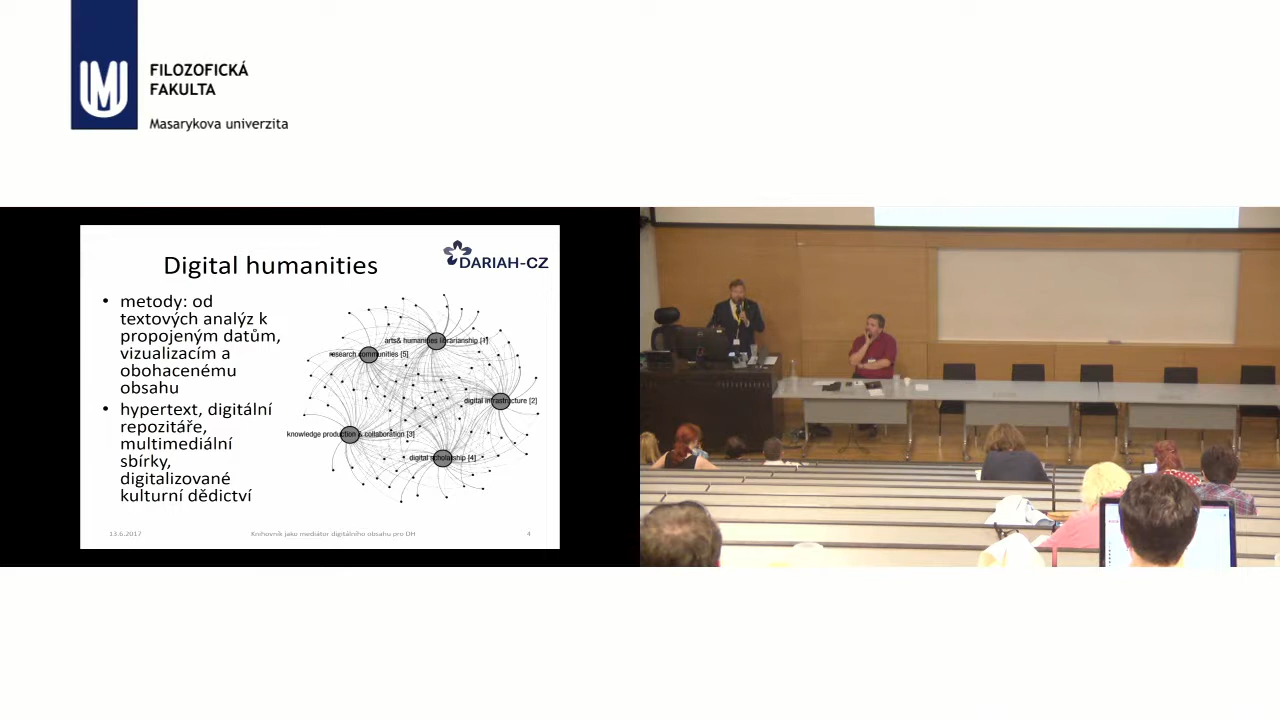 FILOZOFICKÁ
FAKULTA
Masarykova univerzita
Digital humanities
DARIAH-CZ
• metody: od
textových analýz k
propojeným datům,
vizualizacím a
obohacenému
obsahu
• hypertext, digitální
repozitáře,
multimediální
sbírky,
digitalizované
kulturní dědictví
arts& humanities librarianship [1]
research communities [5]
digital infrastructure [2]
knowledge production & collaboration [3]
digital scholarship [4]
13.6.2017
Knihovník jako mediátor digitálního obsahu pro DH
4